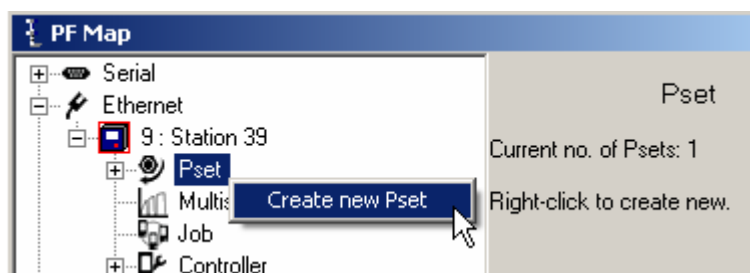 PF Map
Serial
Ethernet
9 : Station 39
Pset
Create new Pset
Job
Controller
Pset
Current no. of Psets: 1
Right-click to create new.